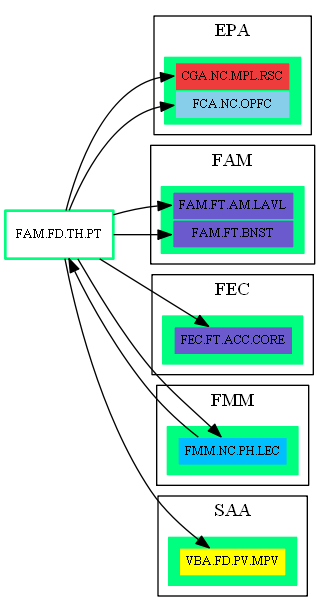 EPA
CGA.NC.MPL.RSC
FCA.NC.OPFC
FAM
FAM.FT.AM.LAVL
FAM.FT.BNST
FAM.FD.TH.PT
FEC
FEC.FT.ACC.CORE
FMM
FMM.NC.PH.LEC
SAA
VBA.FD.PV.MPV